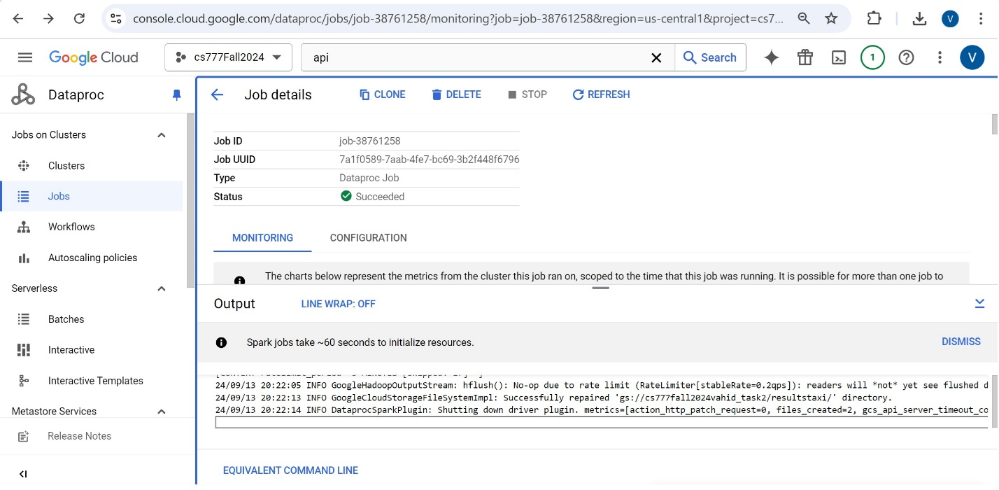 console.cloud.google.com/dataproc/jobs/job-38761258/monitoring?job=job-38761258&region=us-central1&project=cs7...
V
Google Cloud
cs777Fall2024
api
Search
1
V
Dataproc
Job details
CLONE
DELETE
STOP
REFRESH
Jobs on Clusters
Clusters
Jobs
Workflows
Autoscaling policies
Serverless
Batches
Interactive
Interactive Templates
Metastore Services
Release Notes
Job ID job-38761258
Job UUID 7a1f0589-7aab-4fe7-bc69-3b2f448f6796
Type Dataproc Job
Status Succeeded
MONITORING CONFIGURATION
The charts below represent the metrics from the cluster this job ran on, scoped to the time that this job was running. It is possible for more than one job to
Output LINE WRAP: OFF
Spark jobs take ~60 seconds to initialize resources.
DISMISS
24/09/13 20:22:05 INFO GoogleHadoopOutputStream: hflush(): No-op due to rate limit (RateLimiter[stableRate=0.2qps]): readers will *not* yet see flushed d
24/09/13 20:22:13 INFO GoogleCloudStorageFileSystemImpl: Successfully repaired 'gs://cs777fall2024vahid_task2/resultstaxi/' directory.
24/09/13 20:22:14 INFO DataprocSparkPlugin: Shutting down driver plugin. metrics=[action_http_patch_request=0, files_created=2, gcs_api_server_timeout_co
EQUIVALENT COMMAND LINE